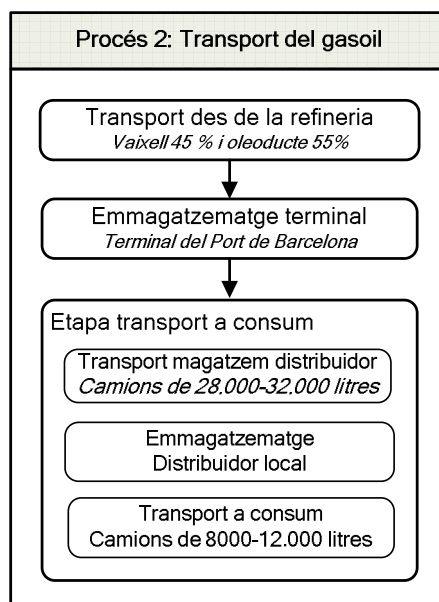 Procés 2: Transport del gasoil
Transport des de la refineria
Vaixell 45 % i oleoducte 55%
Emmagatzematge terminal
Terminal del Port de Barcelona
Etapa transport a consum
Transport magatzem distribuidor
Camions de 28.000-32.000 litres
Emmagatzematge
Distribuidor local
Transport a consum
Camions de 8000-12.000 litres